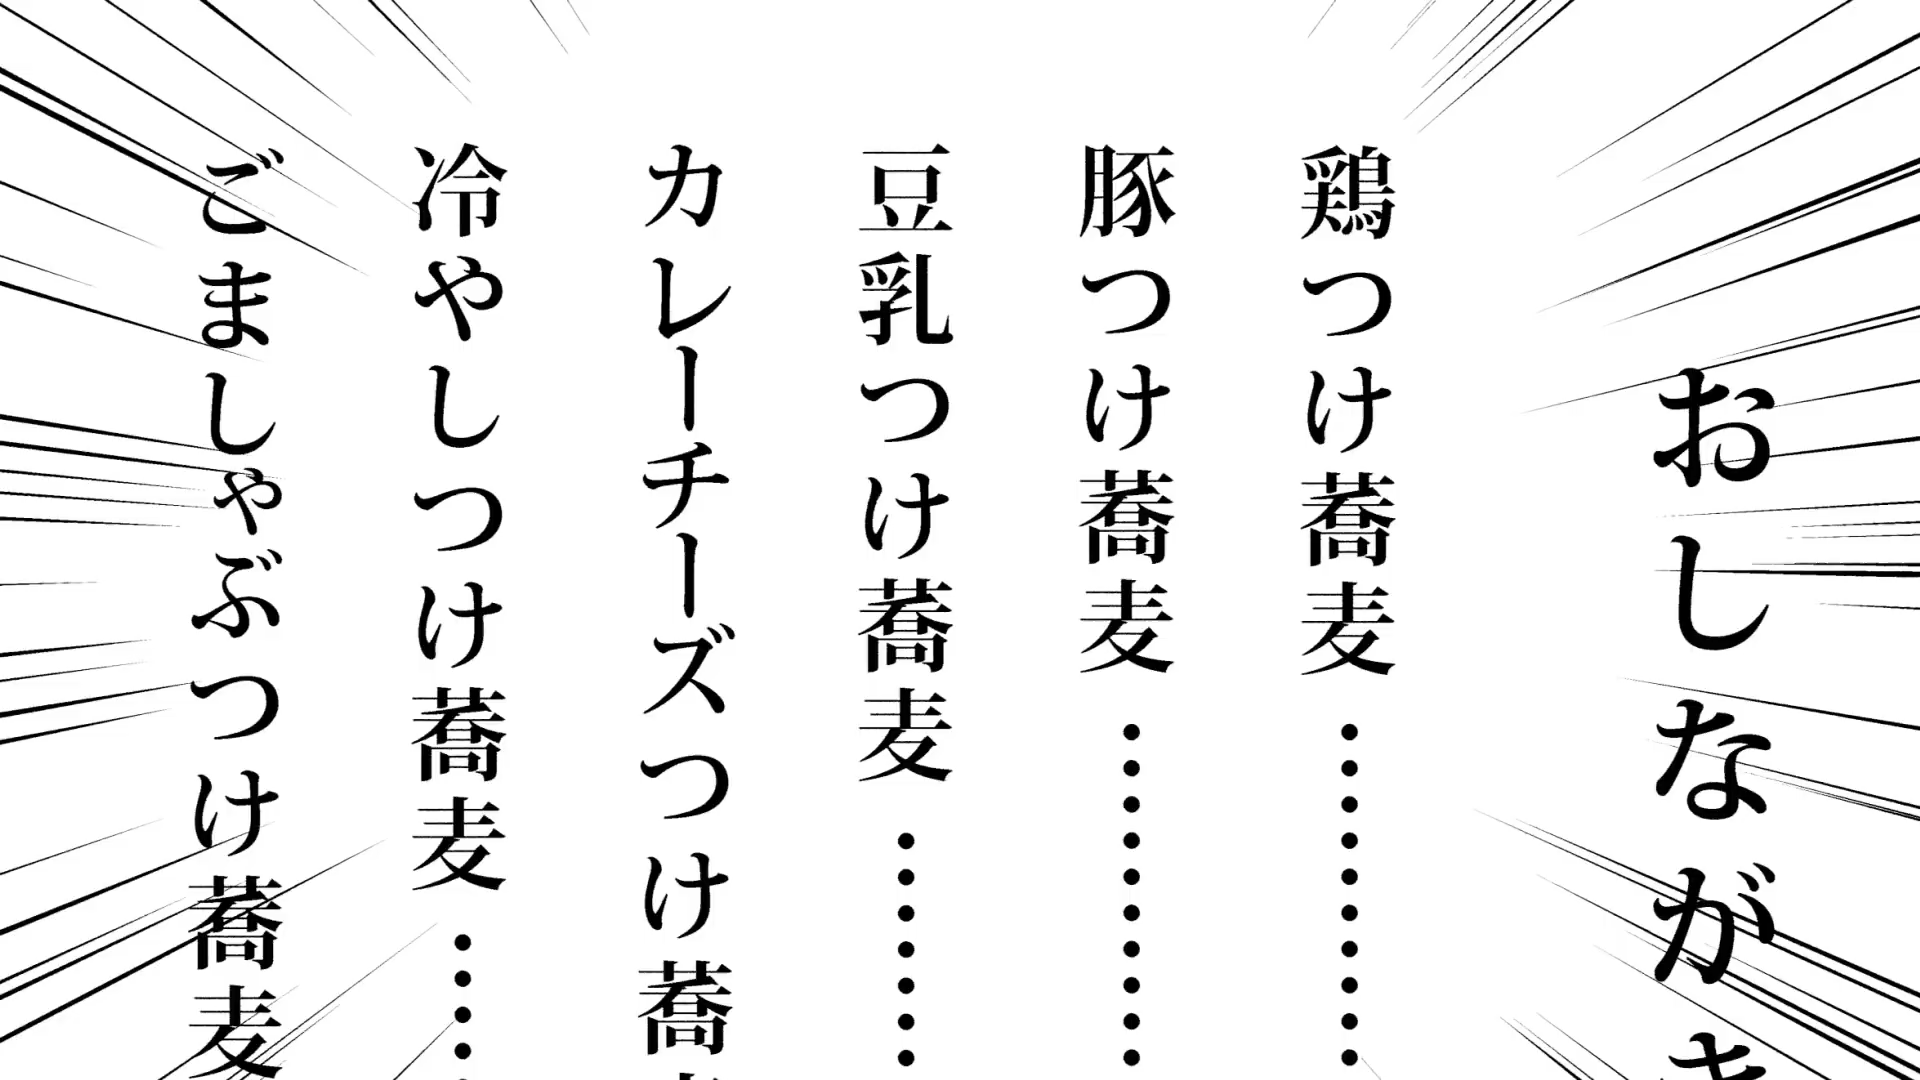 おしながき
鶏つけ蕎麦…………
豚つけ蕎麦…………
豆乳つけ蕎麦………
カレーチーズつけ蕎麦
冷やしつけ蕎麦……
ごましゃぶつけ蕎麦